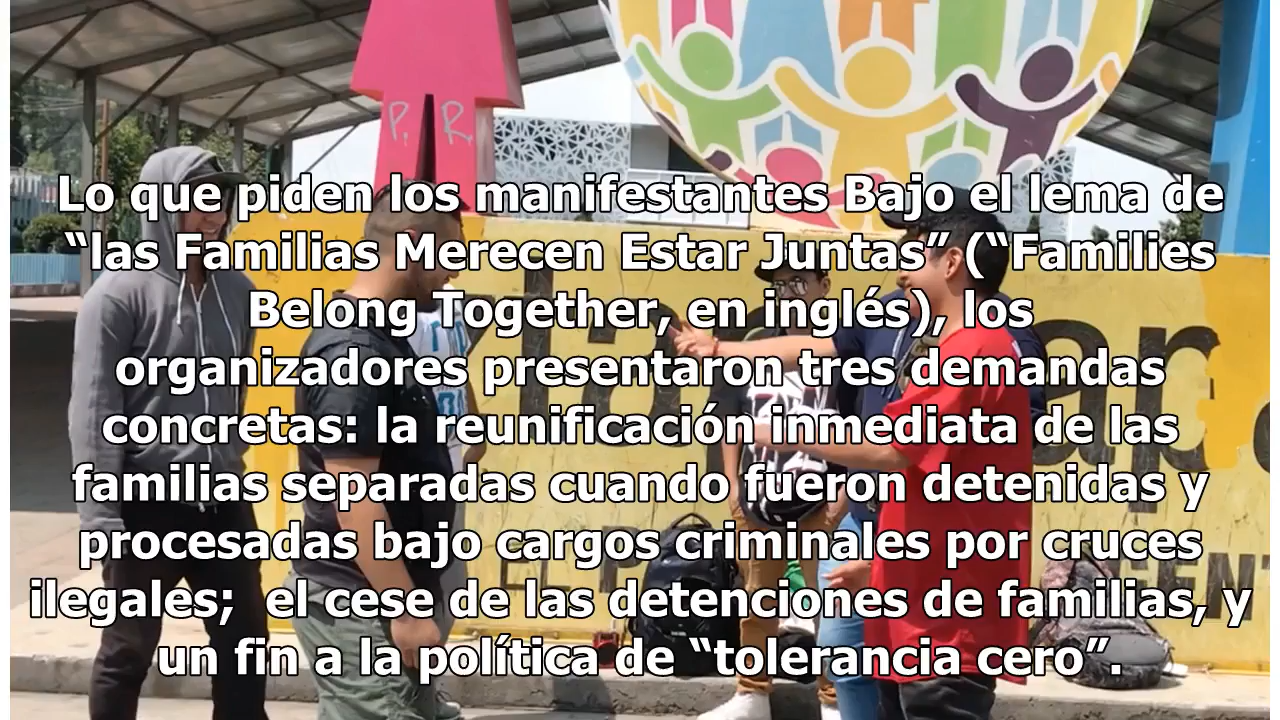 P. R.
Lo que piden los manifestantes Bajo el lema de
“las Familias Merecen Estar Juntas” (“Families
Belong Together, en inglés), los
organizadores presentaron tres demandas
concretas: la reunificación inmediata de las
familias separadas cuando fueron detenidas y
procesadas bajo cargos criminales por cruces
ilegales;  el cese de las detenciones de familias, y
un fin a la política de “tolerancia cero”.